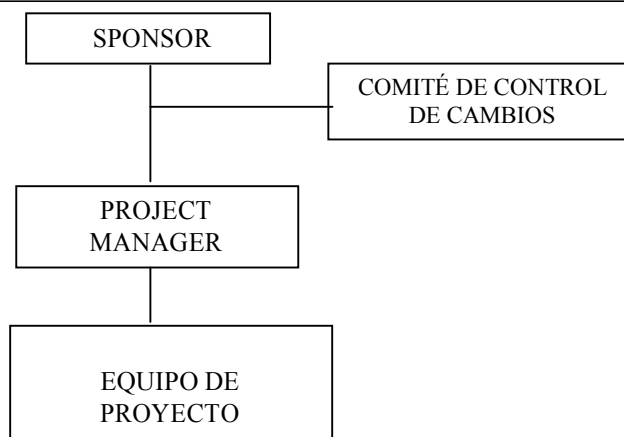 SPONSOR
COMITÉ DE CONTROL
DE CAMBIOS
PROJECT
MANAGER
EQUIPO DE
PROYECTO